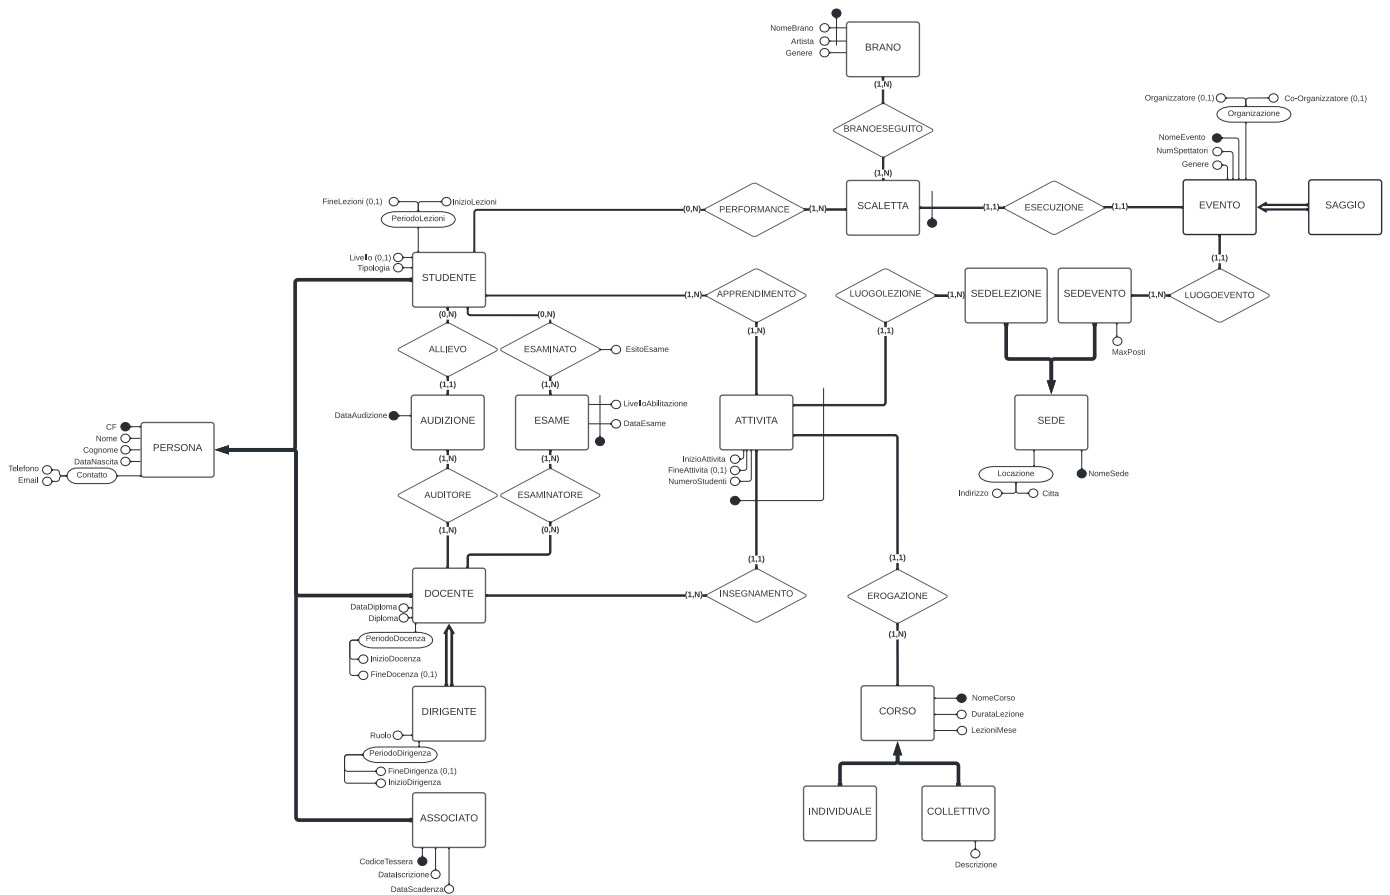 NomeBrano
Artista
Genere
BRANO
(1,N)
BRANOESEGUITO
(1,N)
Organizzatore (0,1)
Co-Organizzatore (0,1)
Organizzazione
NomeEvento
NumSpettatori
Genere
FineLezioni (0,1)
InizioLezioni
PeriodoLezioni
(0,N)
PERFORMANCE
(1,N)
SCALETTA
(1,1)
ESECUZIONE
(1,1)
EVENTO
SAGGIO
Livello (0,1)
Tipologia
STUDENTE
(1,1)
(1,N)
APPRENDIMENTO
LUOGOLEZIONE
(1,N)
SEDELEZIONE
SEDEVENTO
(1,N)
LUOGOEVENTO
(0,N)
(0,N)
(1,N)
(1,1)
ALLIEVO
ESAMINATO
EsitoEsame
MaxPosti
(1,1)
(1,N)
DataAudizione
AUDIZIONE
ESAME
LivelloAbilitazione
DataEsame
ATTIVITA
SEDE
CF
Nome
Cognome
DataNascita
PERSONA
Telefono
Email
Contatto
(1,N)
(1,N)
InizioAttivita
FineAttivita (0,1)
NumeroStudenti
Locazione
NomeSede
Indirizzo
Citta
AUDITORE
ESAMINATORE
(1,N)
(0,N)
(1,1)
(1,1)
DOCENTE
(1,N)
INSEGNAMENTO
EROGAZIONE
DataDiploma
Diploma
PeriodoDocenza
InizioDocenza
FineDocenza (0,1)
(1,N)
DIRIGENTE
Ruolo
PeriodoDirigenza
FineDirigenza (0,1)
InizioDirigenza
CORSO
NomeCorso
DurataLezione
LezioniMese
ASSOCIATO
INDIVIDUALE
COLLETTIVO
CodiceTessera
DataIscrizione
DataScadenza
Descrizione